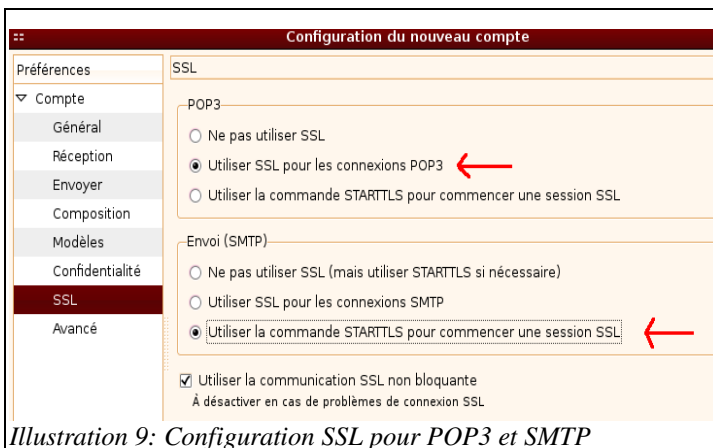 Configuration du nouveau compte
Préférences
Compte
Général
Réception
Envoyer
Composition
Modèles
Confidentialité
SSL
Avancé
SSL
POP3
Ne pas utiliser SSL
Utiliser SSL pour les connexions POP3
Utiliser la commande STARTTLS pour commencer une session SSL
Envoi (SMTP)
Ne pas utiliser SSL (mais utiliser STARTTLS si nécessaire)
Utiliser SSL pour les connexions SMTP
Utiliser la commande STARTTLS pour commencer une session SSL
Utiliser la communication SSL non bloquante
À désactiver en cas de problèmes de connexion SSL
Illustration 9: Configuration SSL pour POP3 et SMTP